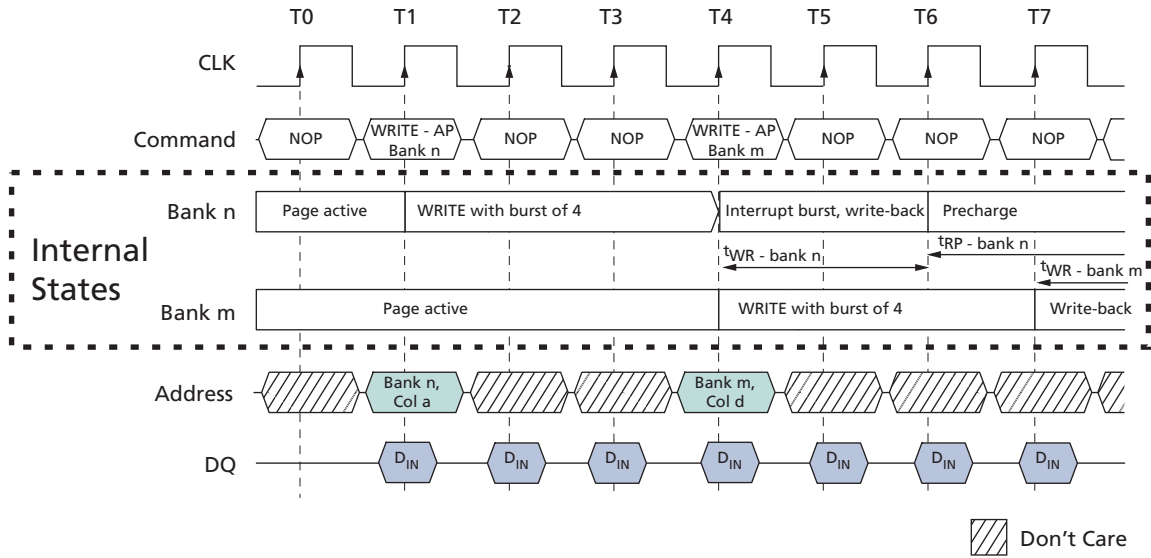 T0 T1 T2 T3 T4 T5 T6 T7
CLK
Command NOP WRITE - AP Bank n NOP NOP WRITE - AP Bank m NOP NOP NOP
Internal States
Bank n Page active WRITE with burst of 4 Interrupt burst, write-back Precharge
tWR - bank n tRP - bank n
tWR - bank m
Bank m Page active WRITE with burst of 4 Write-back
Address Bank n, Col a Bank m, Col d
DQ DIN DIN DIN DIN DIN DIN DIN
Don't Care